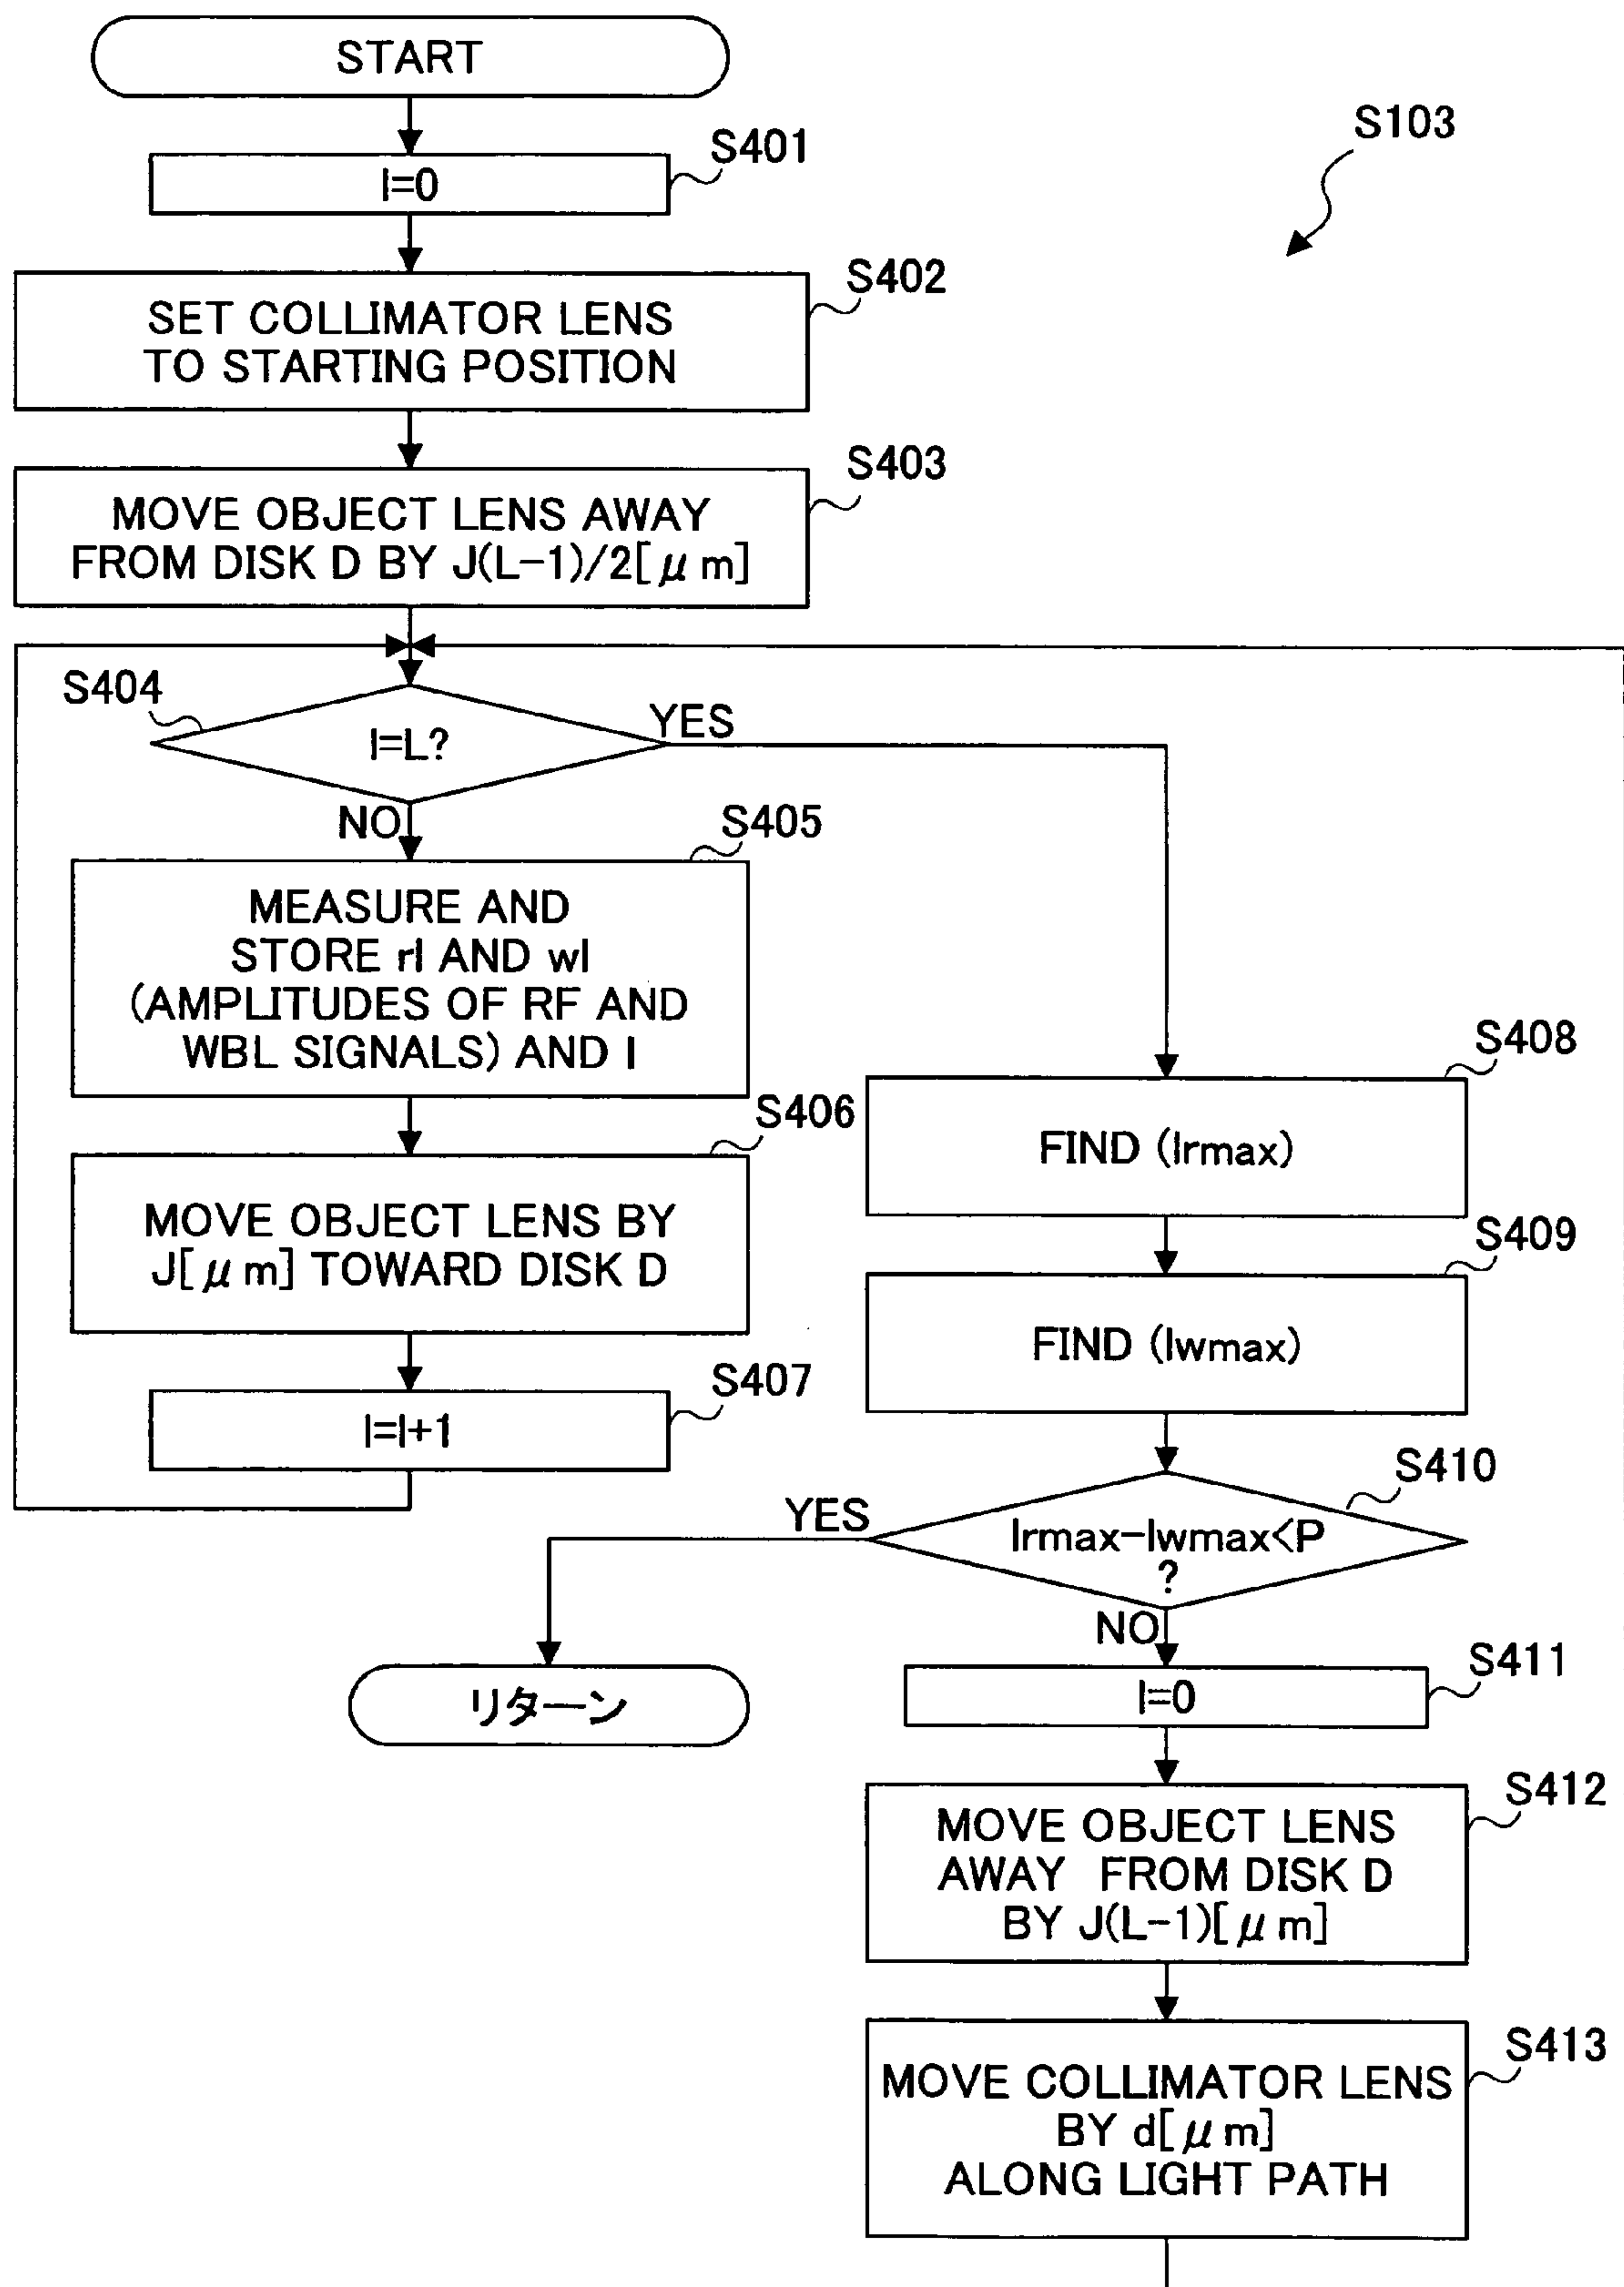 START
S103
S401
I=0
S402
SET COLLIMATOR LENS
TO STARTING POSITION
S403
MOVE OBJECT LENS AWAY
FROM DISK D BY J(L-1)/2[μm]
S404
I=L?
YES
NO
S405
MEASURE AND
STORE rI AND wI
(AMPLITUDES OF RF AND
WBL SIGNALS) AND I
S406
MOVE OBJECT LENS BY
J[μm] TOWARD DISK D
S407
I=I+1
S408
FIND (Irmax)
S409
FIND (Iwmax)
S410
Irmax-Iwmax<P
?
YES
NO
リターン
S411
I=0
S412
MOVE OBJECT LENS
AWAY FROM DISK D
BY J(L-1)[μm]
S413
MOVE COLLIMATOR LENS
BY d[μm]
ALONG LIGHT PATH